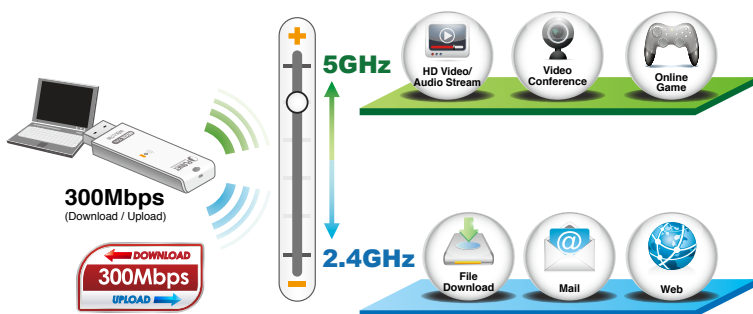 5GHz
HD Video/
Audio Stream
Video
Conference
Online
Game
300Mbps
(Download / Upload)
DOWNLOAD
300Mbps
UPLOAD
2.4GHz
File
Download
Mail
Web